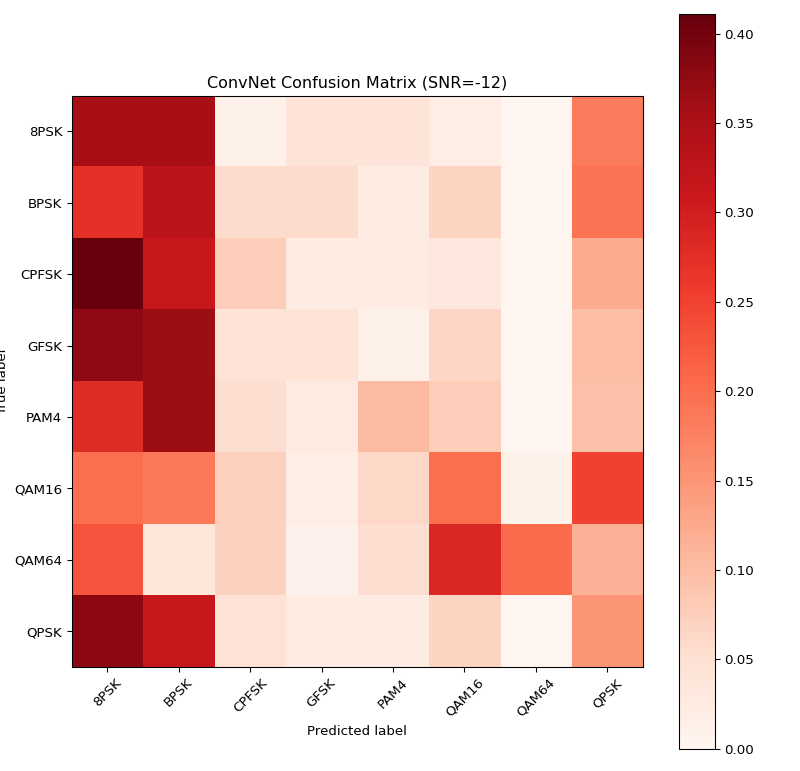 ConvNet Confusion Matrix (SNR=-12)
8PSK
BPSK
CPFSK
GFSK
PAM4
QAM16
QAM64
QPSK
8PSK BPSK CPFSK GFSK PAM4 QAM16 QAM64 QPSK
Predicted label
0.40
0.35
0.30
0.25
0.20
0.15
0.10
0.05
0.00